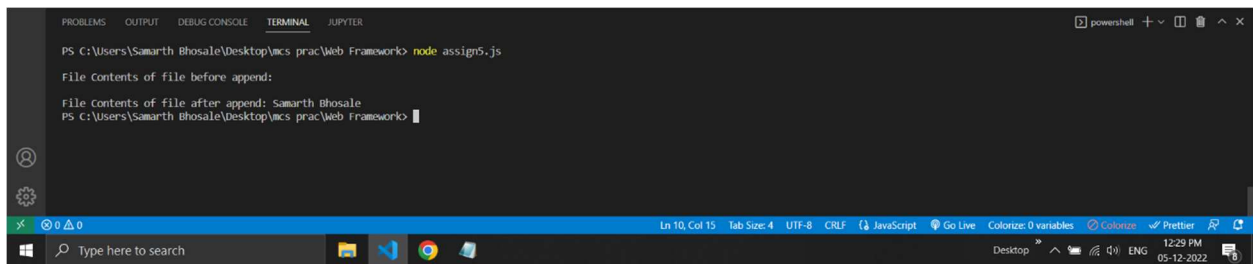 PROBLEMS OUTPUT DEBUG CONSOLE TERMINAL JUPYTER powershell
PS C:\Users\Samarth Bhosale\Desktop\mcs prac\Web Framework> node assign5.js
File Contents of file before append:
File Contents of file after append: Samarth Bhosale
PS C:\Users\Samarth Bhosale\Desktop\mcs prac\Web Framework>
0 0 Ln 10, Col 15 Tab Size: 4 UTF-8 CRLF JavaScript Go Live Colorize: 0 variables Colorize Prettier
Type here to search Desktop ENG 12:29 PM
05-12-2022 8